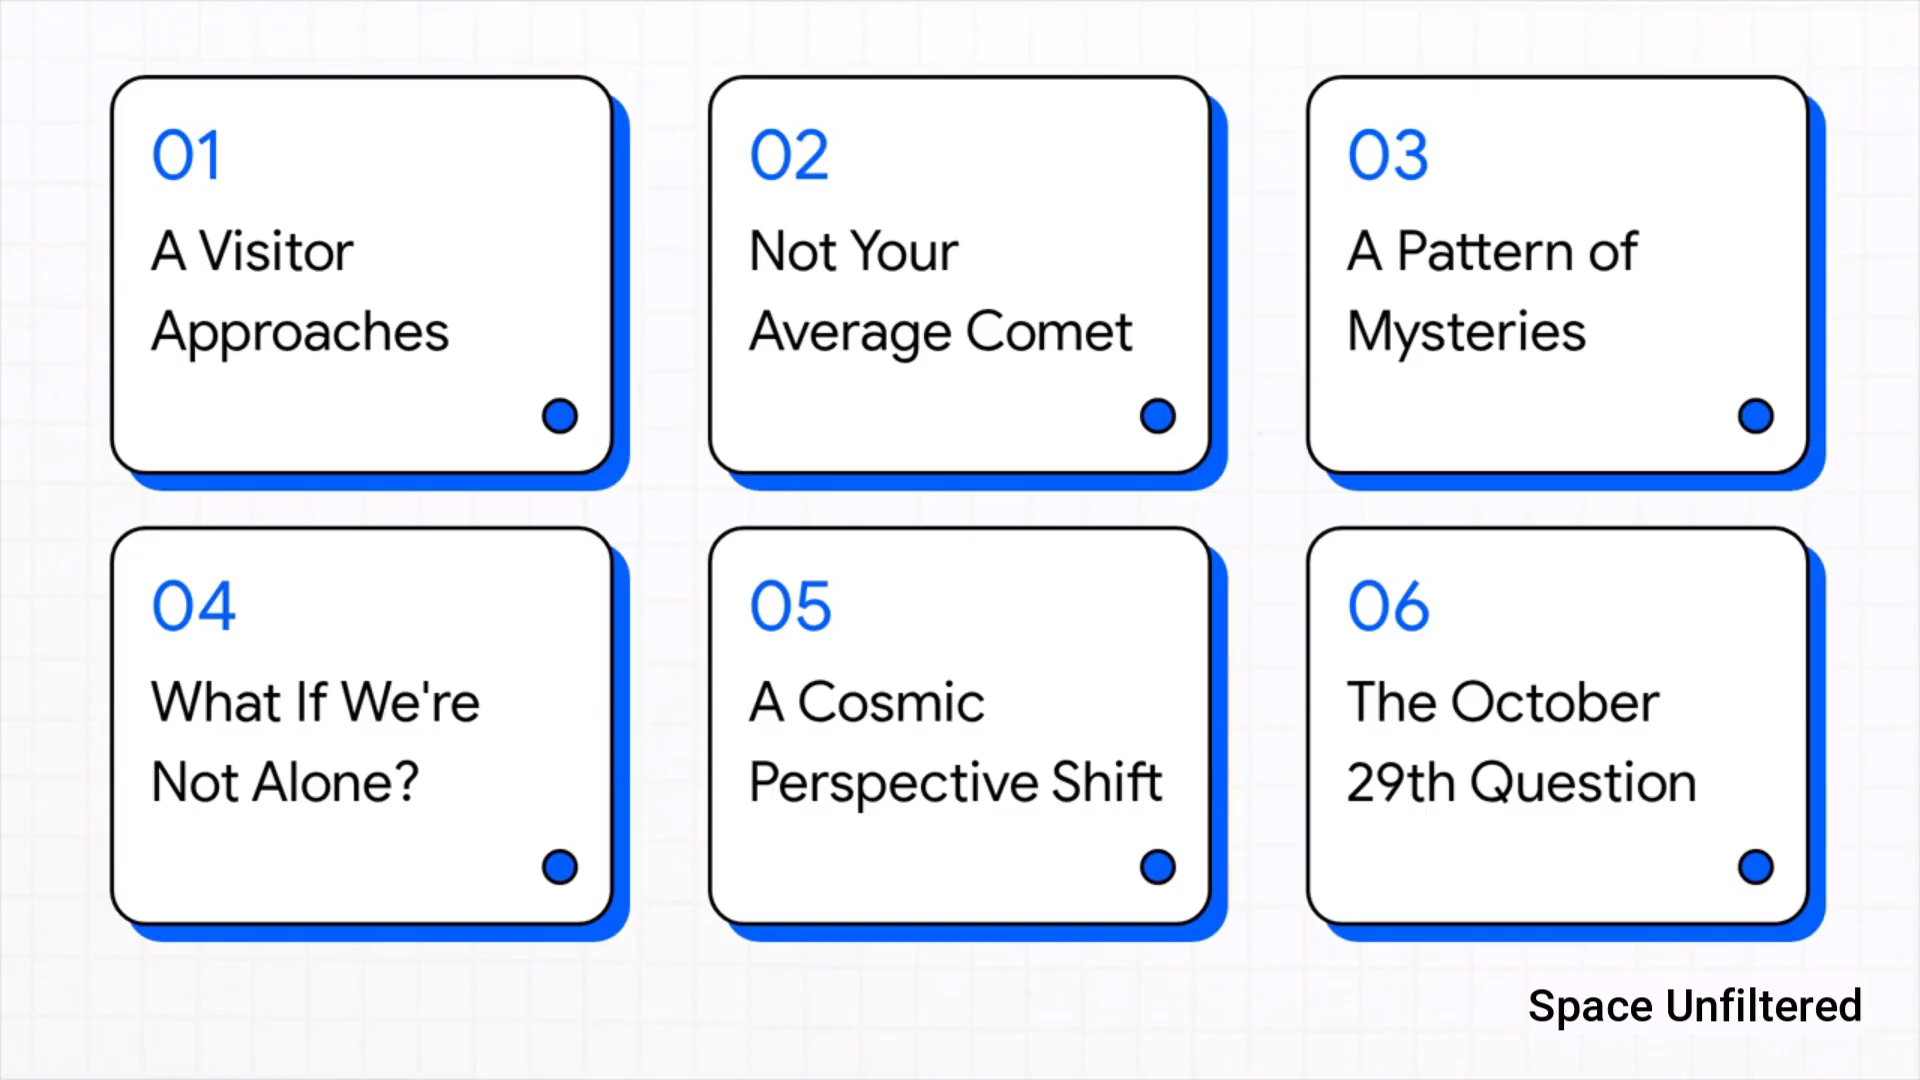 01
A Visitor
Approaches
02
Not Your
Average Comet
03
A Pattern of
Mysteries
04
What If We're
Not Alone?
05
A Cosmic
Perspective Shift
06
The October
29th Question
Space Unfiltered